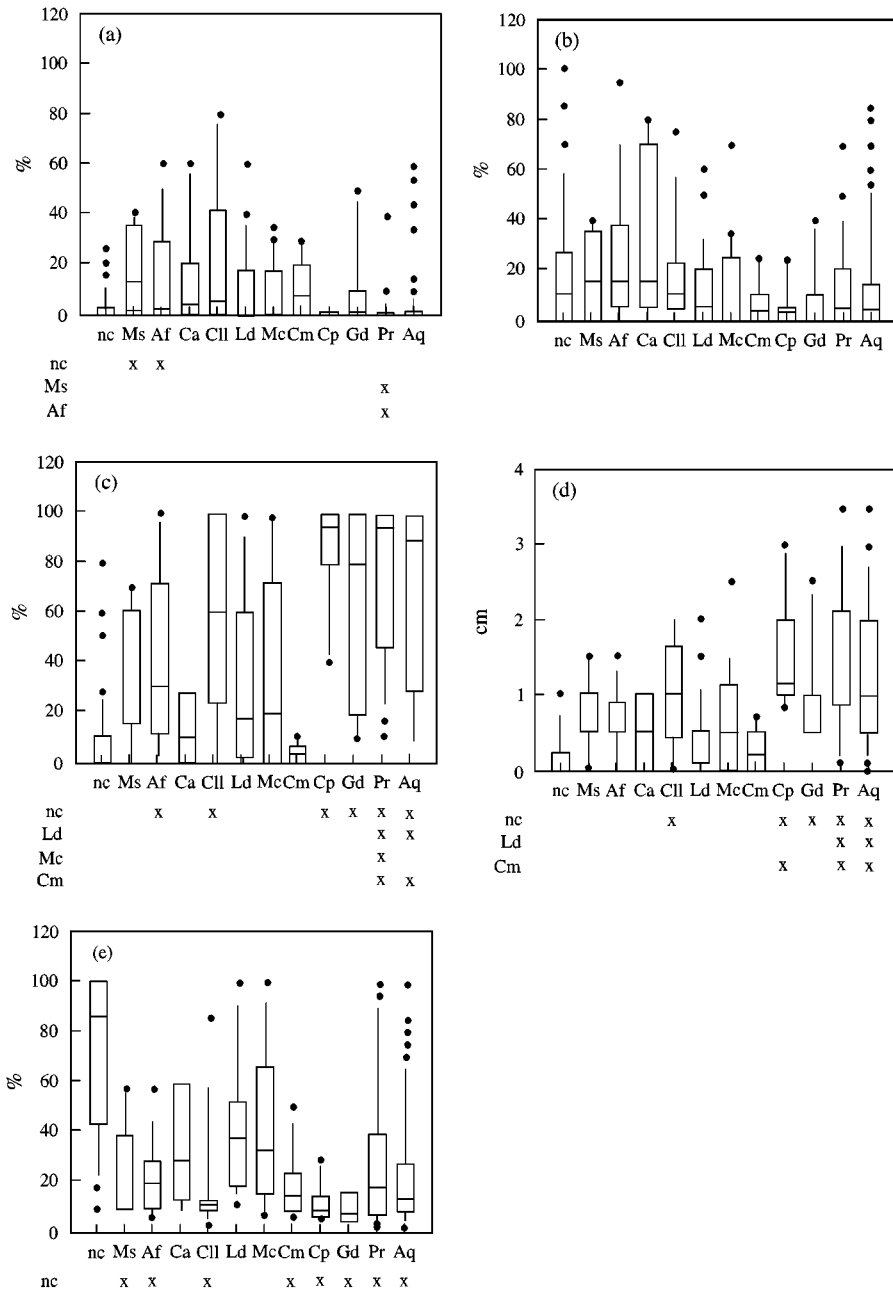 (a)
%
120
100
80
60
40
20
0
nc Ms Af Ca Cll Ld Mc Cm Cp Gd Pr Aq
nc x x
Ms x
Af x
(b)
%
120
100
80
60
40
20
0
nc Ms Af Ca Cll Ld Mc Cm Cp Gd Pr Aq
(c)
%
120
100
80
60
40
20
0
nc Ms Af Ca Cll Ld Mc Cm Cp Gd Pr Aq
nc x x x x x x
Ld x x
Mc x
Cm x x
(d)
cm
4
3
2
1
0
nc Ms Af Ca Cll Ld Mc Cm Cp Gd Pr Aq
nc x x x x x
Ld x x
Cm x x x
(e)
%
120
100
80
60
40
20
0
nc Ms Af Ca Cll Ld Mc Cm Cp Gd Pr Aq
nc x x x x x x x x